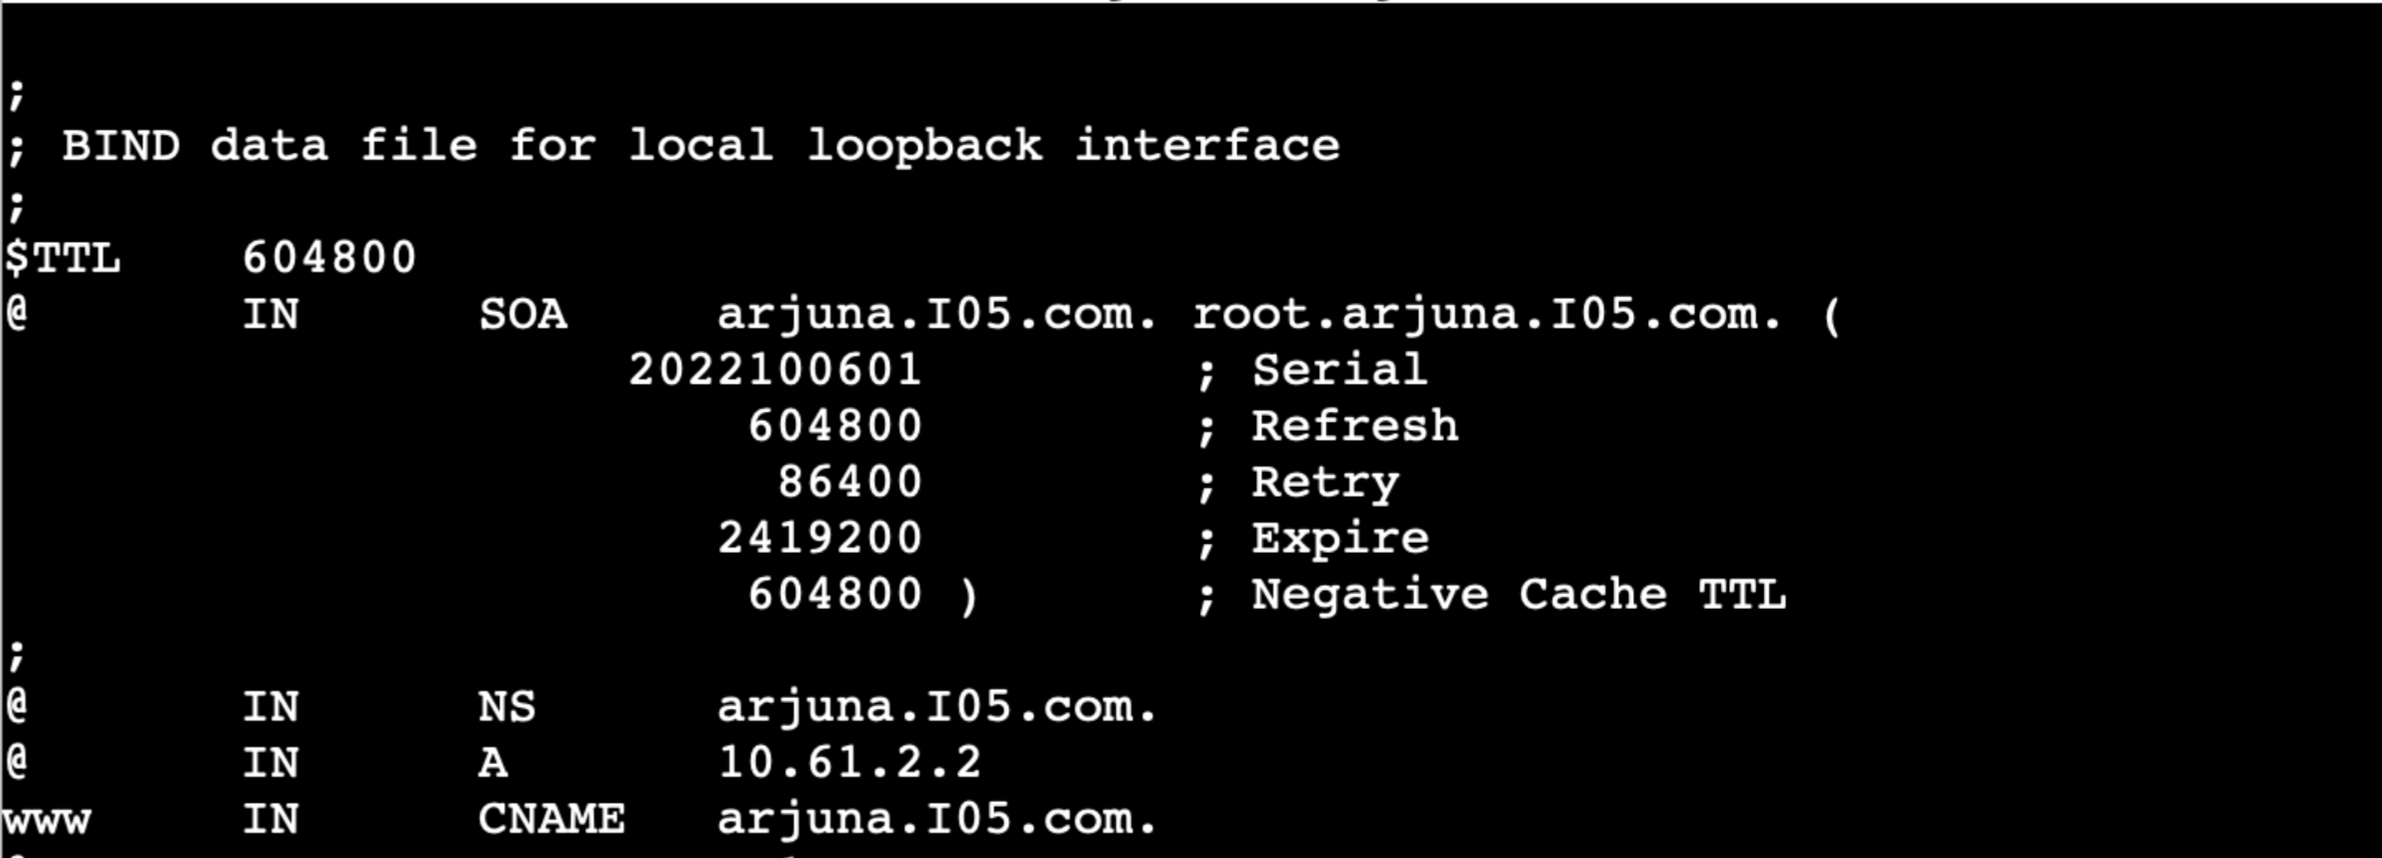 ;
; BIND data file for local loopback interface
;
$TTL 604800
@ IN SOA arjuna.I05.com. root.arjuna.I05.com. (
2022100601 ; Serial
604800 ; Refresh
86400 ; Retry
2419200 ; Expire
604800 ) ; Negative Cache TTL
;
@ IN NS arjuna.I05.com.
@ IN A 10.61.2.2
www IN CNAME arjuna.I05.com.